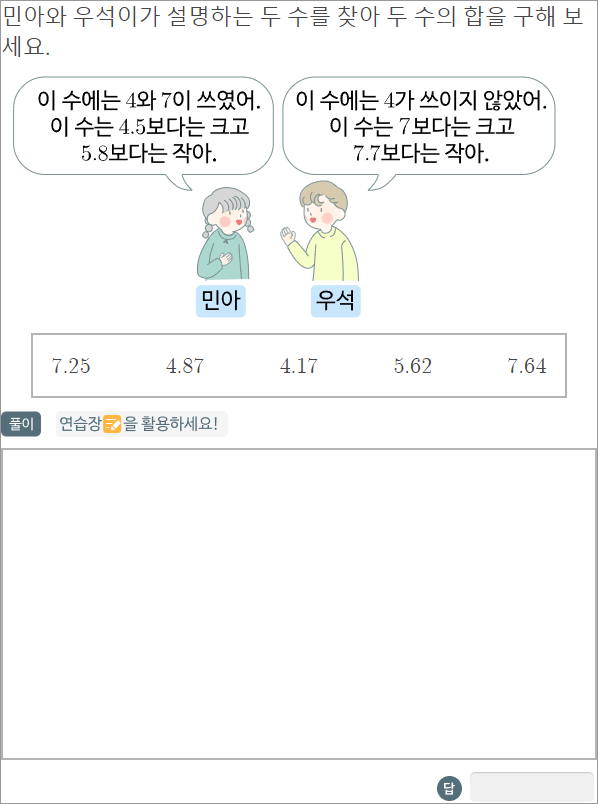 민아와 우석이가 설명하는 두 수를 찾아 두 수의 합을 구해 보
세요.
이 수에는 4와 7이 쓰였어.
이 수는 4.5보다는 크고
5.8보다는 작아.
이 수에는 4가 쓰이지 않았어.
이 수는 7보다는 크고
7.7보다는 작아.
민아
우석
7.25 4.87 4.17 5.62 7.64
풀이 연습장을 활용하세요!
답